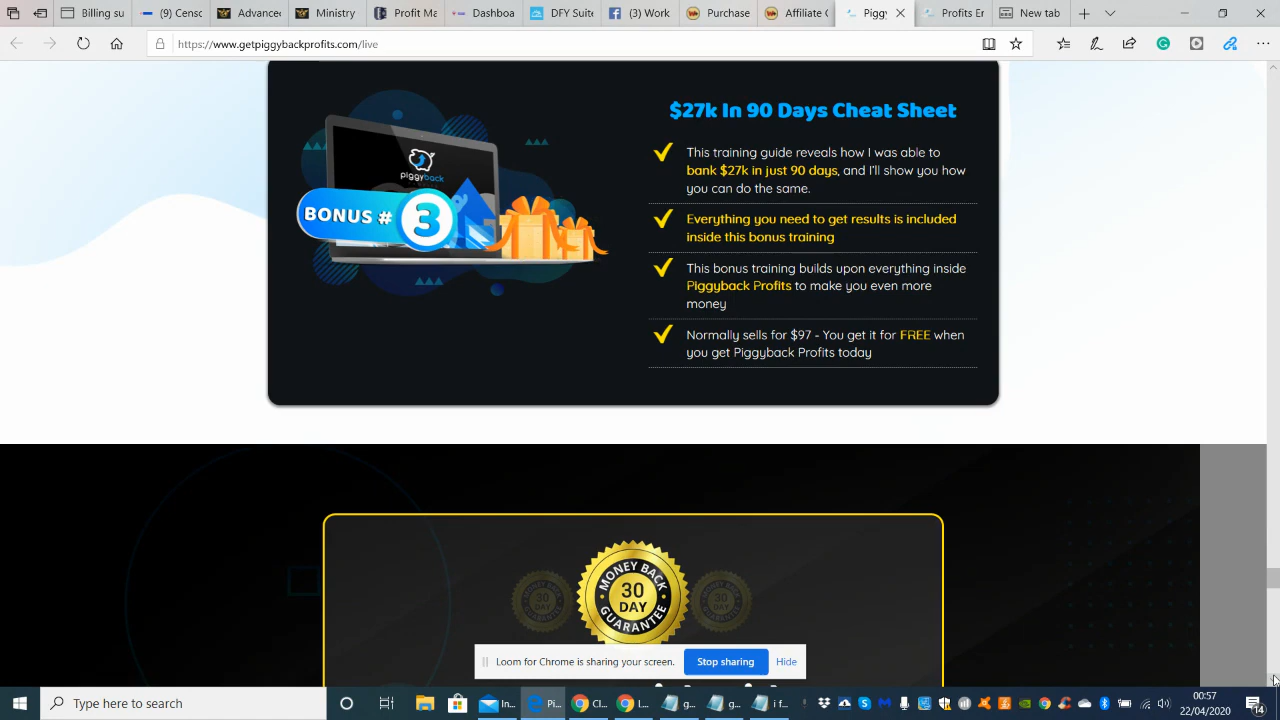 (9) Censc
Advance
Ministry
Profit Ma
Dashboa
DFY Suite
(3) Work
Purchase
Affiliate C
Piggy
Profits En
New tab
https://www.getpiggybackprofits.com/live
$27k In 90 Days Cheat Sheet
This training guide reveals how I was able to
bank $27k in just 90 days, and I'll show you how
you can do the same.
Everything you need to get results is included
inside this bonus training
This bonus training builds upon everything inside
Piggyback Profits to make you even more
money
Normally sells for $97 - You get it for FREE when
you get Piggyback Profits today
piggyback
BONUS # 3
MONEY BACK
30
DAY
GUARANTEE
Loom for Chrome is sharing your screen.
Stop sharing
Hide
Type here to search
In...
Pi...
Cl...
L...
g...
g...
i f...
00:57
22/04/2020
14